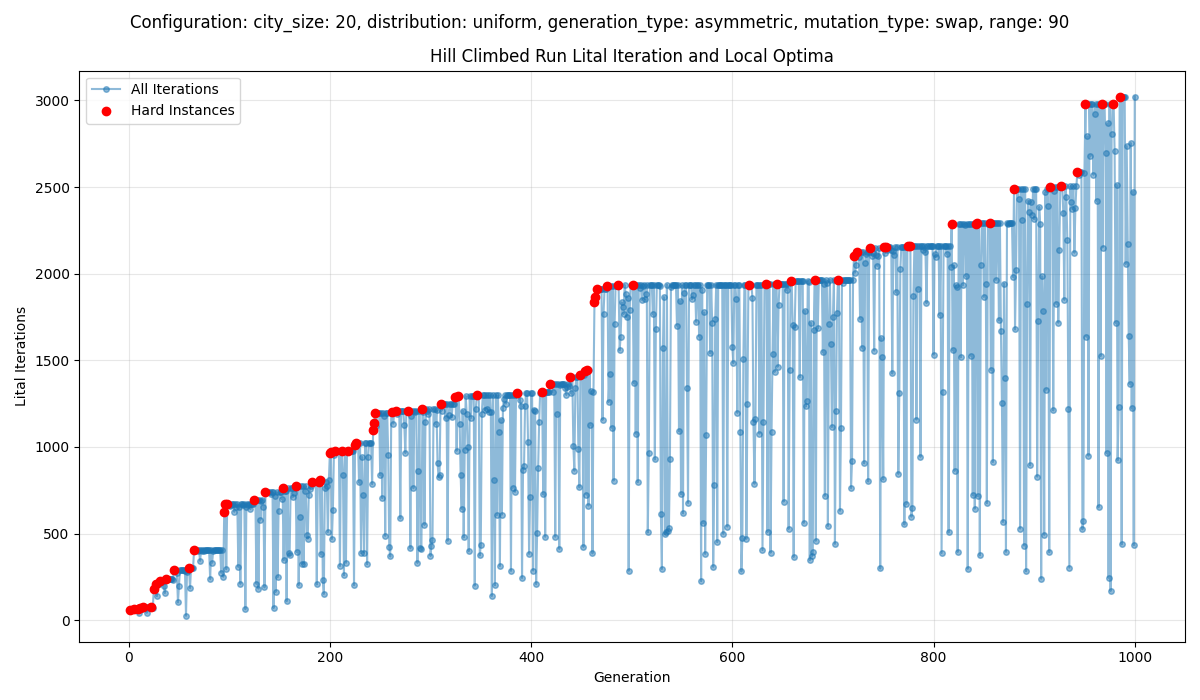 Configuration: city_size: 20, distribution: uniform, generation_type: asymmetric, mutation_type: swap, range: 90
Hill Climbed Run Lital Iteration and Local Optima
All Iterations
Hard Instances
Lital Iterations
3000
2500
2000
1500
1000
500
0
0 200 400 600 800 1000
Generation